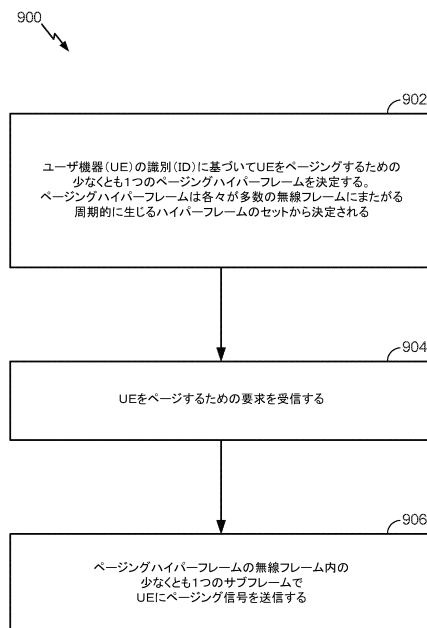 900
902
ユーザ機器(UE)の識別(ID)に基づいてUEをページングするための
少なくとも1つのページングハイパーフレームを決定する。
ページングハイパーフレームは各々が多数の無線フレームにまたがる
周期的に生じるハイパーフレームのセットから決定される
904
UEをページするための要求を受信する
906
ページングハイパーフレームの無線フレーム内の
少なくとも1つのサブフレームで
UEにページング信号を送信する